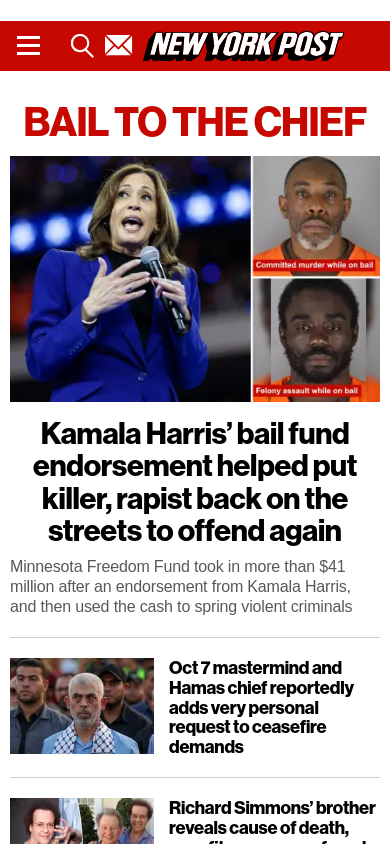 NEW YORK POST
BAIL TO THE CHIEF
Committed murder while on bail
Felony assault while on bail
Kamala Harris’ bail fund
endorsement helped put
killer, rapist back on the
streets to offend again
Minnesota Freedom Fund took in more than $41
million after an endorsement from Kamala Harris,
and then used the cash to spring violent criminals
Oct 7 mastermind and
Hamas chief reportedly
adds very personal
request to ceasefire
demands
Richard Simmons’ brother
reveals cause of death,